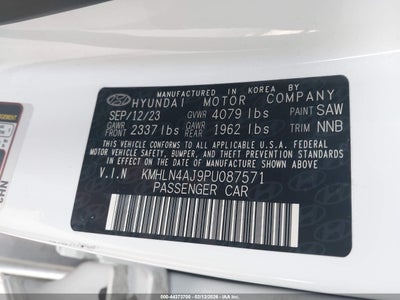 MANUFACTURED IN KOREA BY
HYUNDAI MOTOR COMPANY
SEP/12/23 GVWR 4079 lbs PAINT SAW
GAWR FRONT 2337 lbs GAWR REAR 1962 lbs TRIM NNB
THIS VEHICLE CONFORMS TO ALL APPLICABLE U.S.A. FEDERAL
MOTOR VEHICLE SAFETY, BUMPER, AND THEFT PREVENTION
STANDARDS IN EFFECT ON THE DATE OF MANUFACTURE SHOWN ABOVE.
V.I.N KMHLN4AJ9PU087571
PASSENGER CAR
000-44373700 - 02/12/2026 - IAA